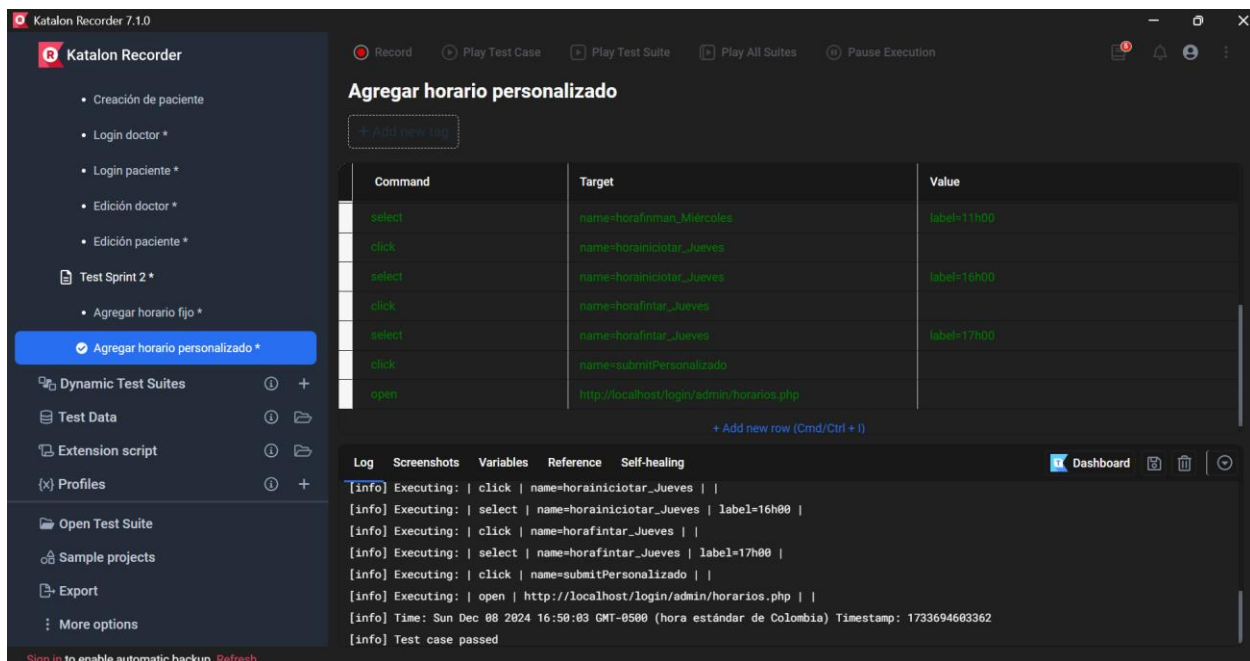 Katalon Recorder 7.1.0
Katalon Recorder
Creación de paciente
Login doctor *
Login paciente *
Edición doctor *
Edición paciente *
Test Sprint 2 *
Agregar horario fijo *
Agregar horario personalizado *
Dynamic Test Suites
Test Data
Extension script
{x} Profiles
Open Test Suite
Sample projects
Export
More options
Sign in to enable automatic backup. Refresh
Record Play Test Case Play Test Suite Play All Suites Pause Execution
Agregar horario personalizado
+ Add new tag
Command Target Value
select name=horafinman_Miércoles label=11h00
click name=horainiciotar_Jueves
select name=horainiciotar_Jueves label=16h00
click name=horafintar_Jueves
select name=horafintar_Jueves label=17h00
click name=submitPersonalizado
open http://localhost/login/admin/horarios.php
+ Add new row (Cmd/Ctrl + I)
Log Screenshots Variables Reference Self-healing Dashboard
[info] Executing: | click | name=horainiciotar_Jueves | |
[info] Executing: | select | name=horainiciotar_Jueves | label=16h00 |
[info] Executing: | click | name=horafintar_Jueves | |
[info] Executing: | select | name=horafintar_Jueves | label=17h00 |
[info] Executing: | click | name=submitPersonalizado | |
[info] Executing: | open | http://localhost/login/admin/horarios.php | |
[info] Time: Sun Dec 08 2024 16:50:03 GMT-0500 (hora estándar de Colombia) Timestamp: 1733694603362
[info] Test case passed